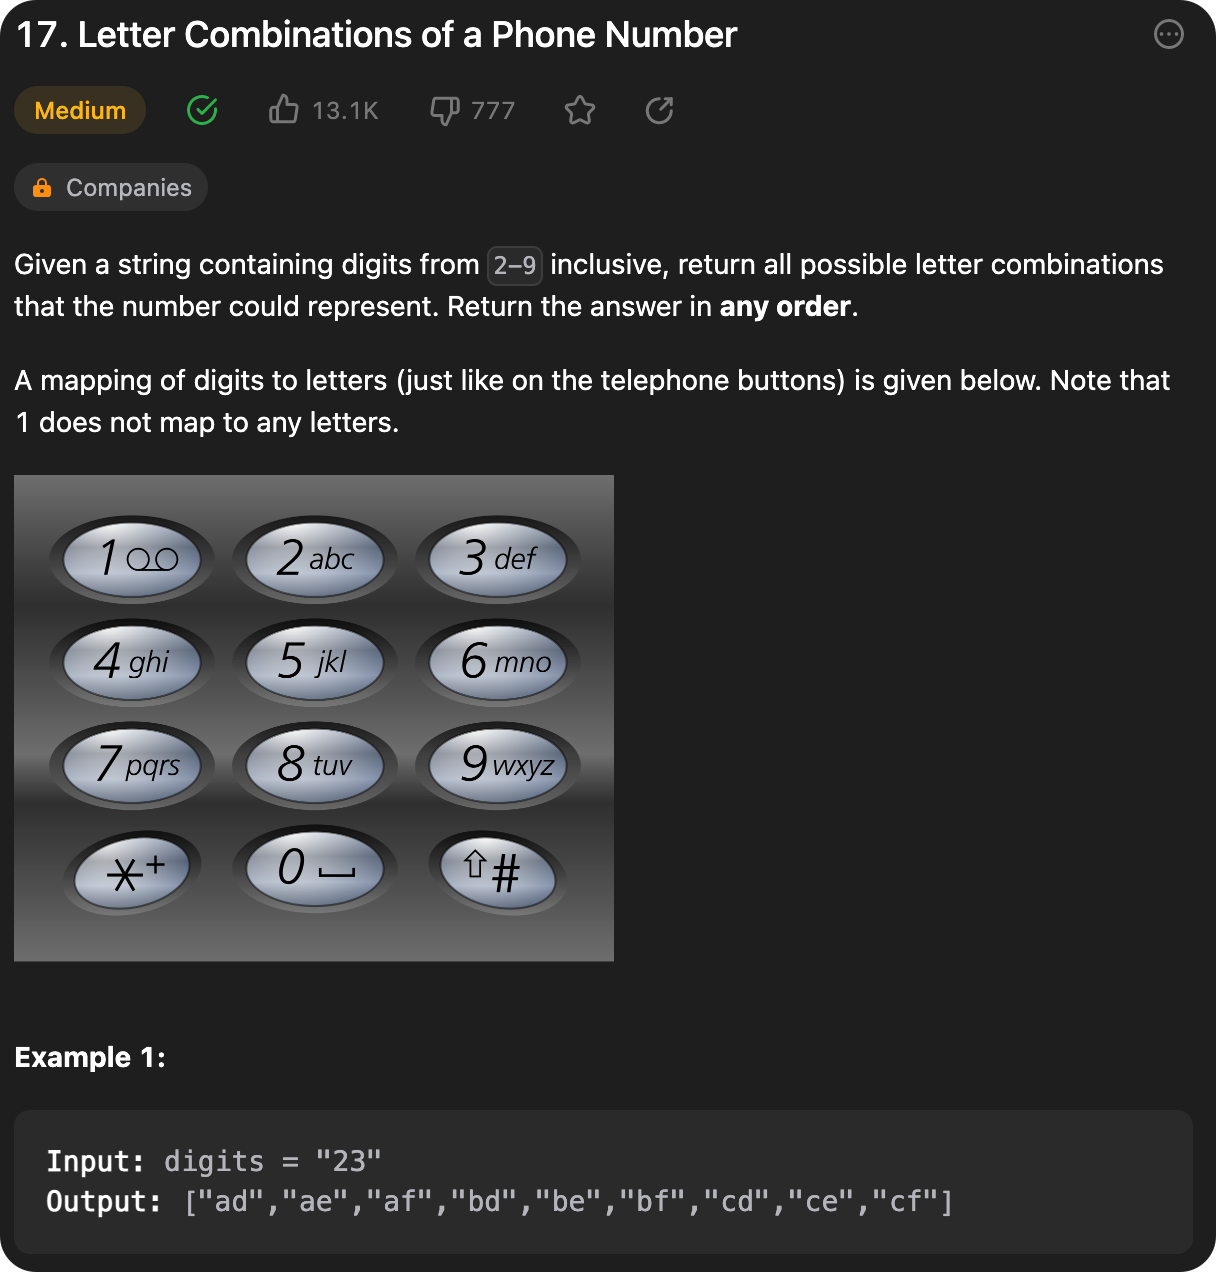 17. Letter Combinations of a Phone Number
Medium 13.1K 777
Companies
Given a string containing digits from 2-9 inclusive, return all possible letter combinations
that the number could represent. Return the answer in any order.
A mapping of digits to letters (just like on the telephone buttons) is given below. Note that
1 does not map to any letters.
1 2 abc 3 def
4 ghi 5 jkl 6 mno
7 pqrs 8 tuv 9 wxyz
*+ 0 ⇧#
Example 1:
Input: digits = "23"
Output: ["ad","ae","af","bd","be","bf","cd","ce","cf"]